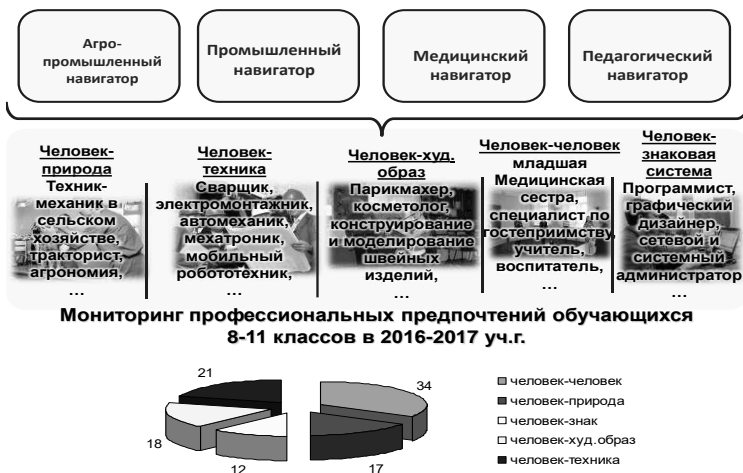 Агро-
промышленный
навигатор
Промышленный
навигатор
Медицинский
навигатор
Педагогический
навигатор
Человек-
природа
Техник-
механик в
сельском
хозяйстве,
тракторист,
агрономия,
...
Человек-
техника
Сварщик,
электромонтажник,
автомеханик,
мехатроник,
мобильный
робототехник,
...
Человек-худ.
образ
Парикмахер,
косметолог,
конструирование
и моделирование
швейных
изделий,
...
Человек-человек
младшая
Медицинская
сестра,
специалист по
гостеприимству,
учитель,
воспитатель,
...
Человек-
знаковая
система
Программист,
графический
дизайнер,
сетевой и
системный
администратор
...
Мониторинг профессиональных предпочтений обучающихся
8-11 классов в 2016-2017 уч.г.
21
34
18
12
17
человек-человек
человек-природа
человек-знак
человек-худ.образ
человек-техника